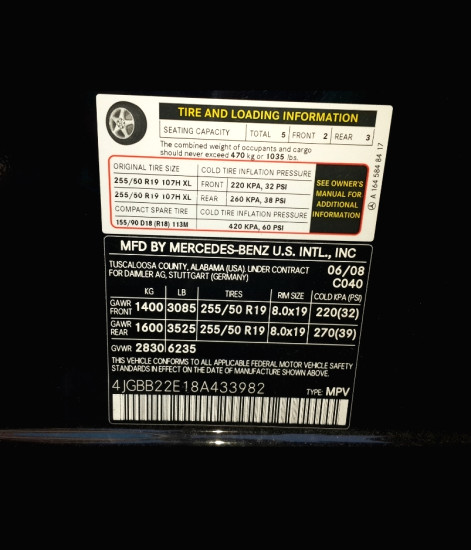 TIRE AND LOADING INFORMATION
SEATING CAPACITY TOTAL 5 FRONT 2 REAR 3
The combined weight of occupants and cargo
should never exceed 470 kg or 1035 lbs.
ORIGINAL TIRE SIZE COLD TIRE INFLATION PRESSURE
255/50 R19 107H XL FRONT 220 KPA, 32 PSI
255/50 R19 107H XL REAR 260 KPA, 38 PSI
COMPACT SPARE TIRE COLD TIRE INFLATION PRESSURE
155/90 D18 (R18) 113M 420 KPA, 60 PSI
SEE OWNER'S
MANUAL FOR
ADDITIONAL
INFORMATION
A 164 584 84 17
MFD BY MERCEDES-BENZ U.S. INTL., INC
TUSCALOOSA COUNTY, ALABAMA (USA). UNDER CONTRACT 06/08
FOR DAIMLER AG, STUTTGART (GERMANY) C040
KG LB TIRES RIM SIZE COLD KPA (PSI)
GAWR FRONT 1400 3085 255/50 R19 8.0x19 220(32)
GAWR REAR 1600 3525 255/50 R19 8.0x19 270(39)
GVWR 2830 6235
THIS VEHICLE CONFORMS TO ALL APPLICABLE FEDERAL MOTOR VEHICLE SAFETY
STANDARDS IN EFFECT ON THE DATE OF MANUFACTURE SHOWN ABOVE.
4JGBB22E18A433982 TYPE: MPV